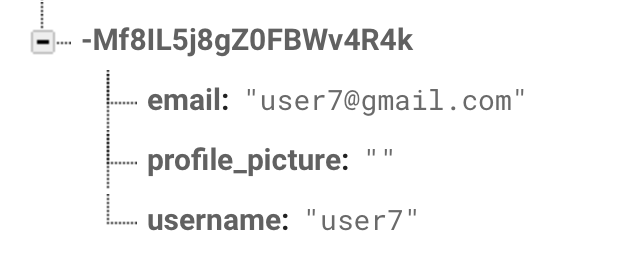 -Mf8IL5j8gZ0FBWv4R4k
email: "user7@gmail.com"
profile_picture: ""
username: "user7"